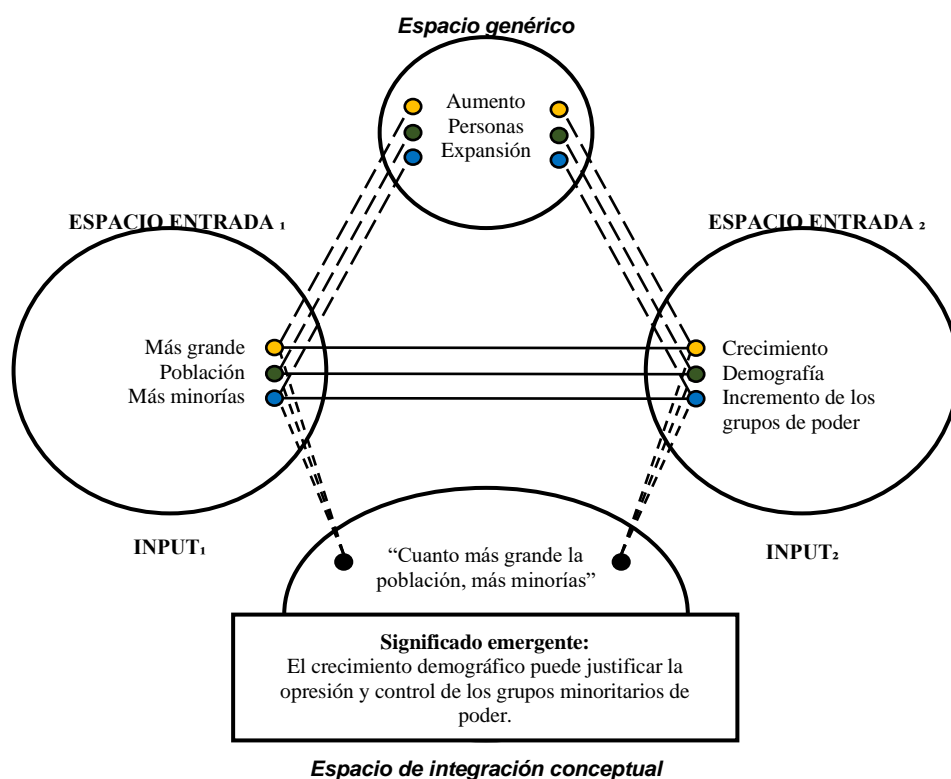 Espacio genérico
Aumento
Personas
Expansión
ESPACIO ENTRADA ₁
ESPACIO ENTRADA ₂
Más grande
Población
Más minorías
Crecimiento
Demografía
Incremento de los
grupos de poder
INPUT₁
INPUT₂
“Cuanto más grande la
población, más minorías”
Significado emergente:
El crecimiento demográfico puede justificar la
opresión y control de los grupos minoritarios de
poder.
Espacio de integración conceptual